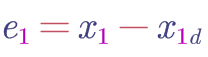 e₁ = x₁ − x₁d